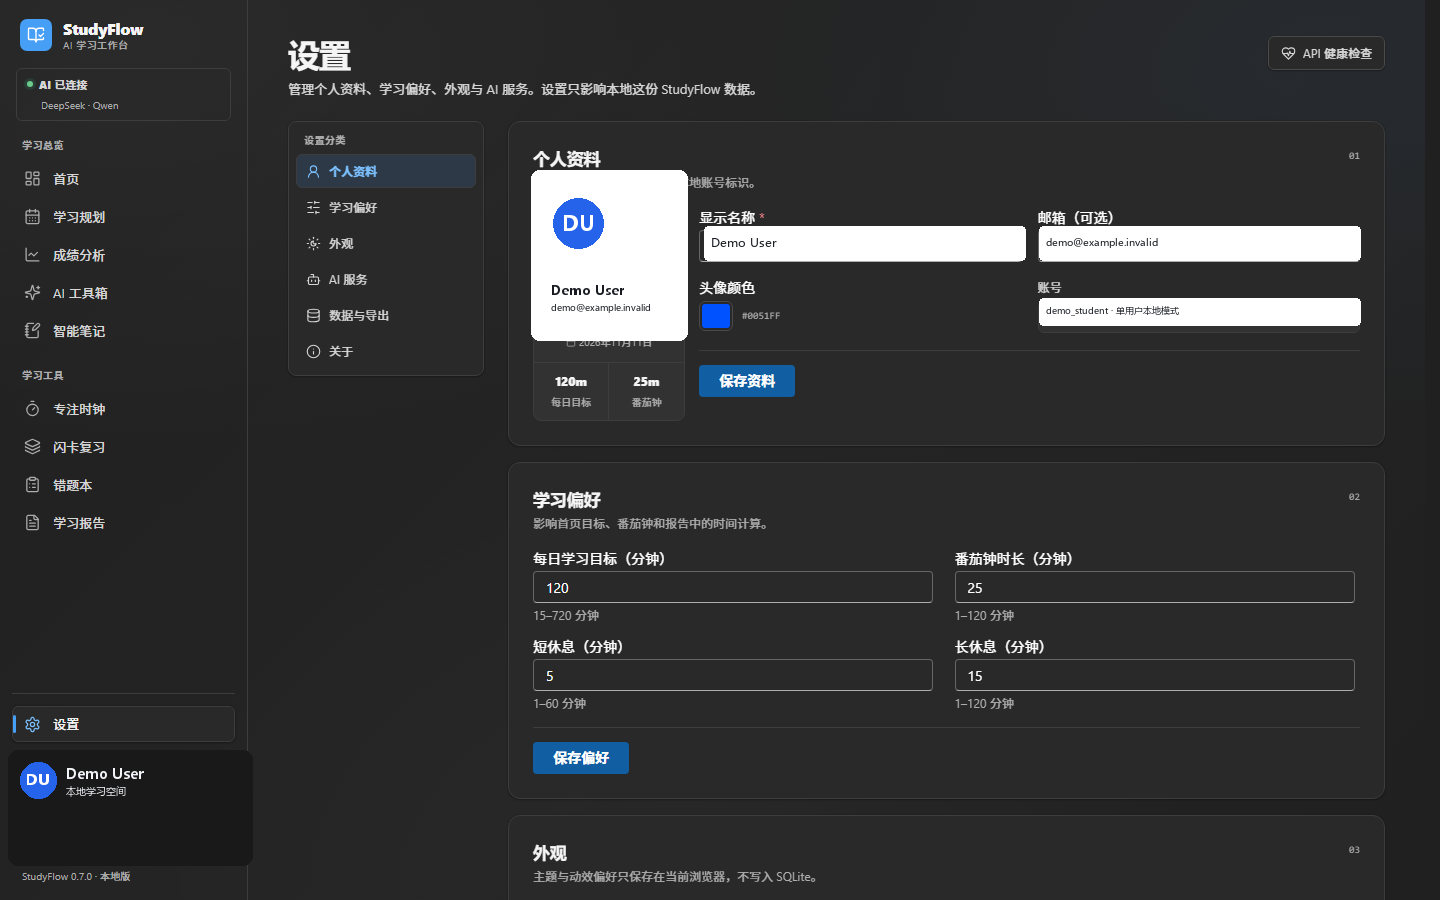 StudyFlow
AI 学习工作台
AI 已连接
DeepSeek · Qwen
学习总览
首页
学习规划
成绩分析
AI 工具箱
智能笔记
学习工具
专注时钟
闪卡复习
错题本
学习报告
设置
DU
Demo User
本地学习空间
StudyFlow 0.7.0 · 本地版
设置
管理个人资料、学习偏好、外观与 AI 服务。设置只影响本地这份 StudyFlow 数据。
API 健康检查
设置分类
个人资料
学习偏好
外观
AI 服务
数据与导出
关于
个人资料
01
地账号标识。
DU
Demo User
demo@example.invalid
2026年11月11日
120m
每日目标
25m
番茄钟
显示名称 *
Demo User
邮箱（可选）
demo@example.invalid
头像颜色
#0051FF
账号
demo_student · 单用户本地模式
保存资料
学习偏好
02
影响首页目标、番茄钟和报告中的时间计算。
每日学习目标（分钟）
120
15–720 分钟
番茄钟时长（分钟）
25
1–120 分钟
短休息（分钟）
5
1–60 分钟
长休息（分钟）
15
1–120 分钟
保存偏好
外观
03
主题与动效偏好只保存在当前浏览器，不写入 SQLite。